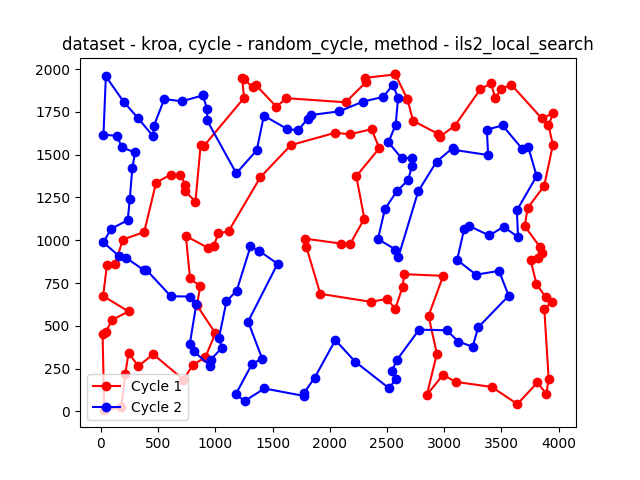 dataset - kroa, cycle - random_cycle, method - ils2_local_search
2000
1750
1500
1250
1000
750
500
250
0
Cycle 1
Cycle 2
0 500 1000 1500 2000 2500 3000 3500 4000